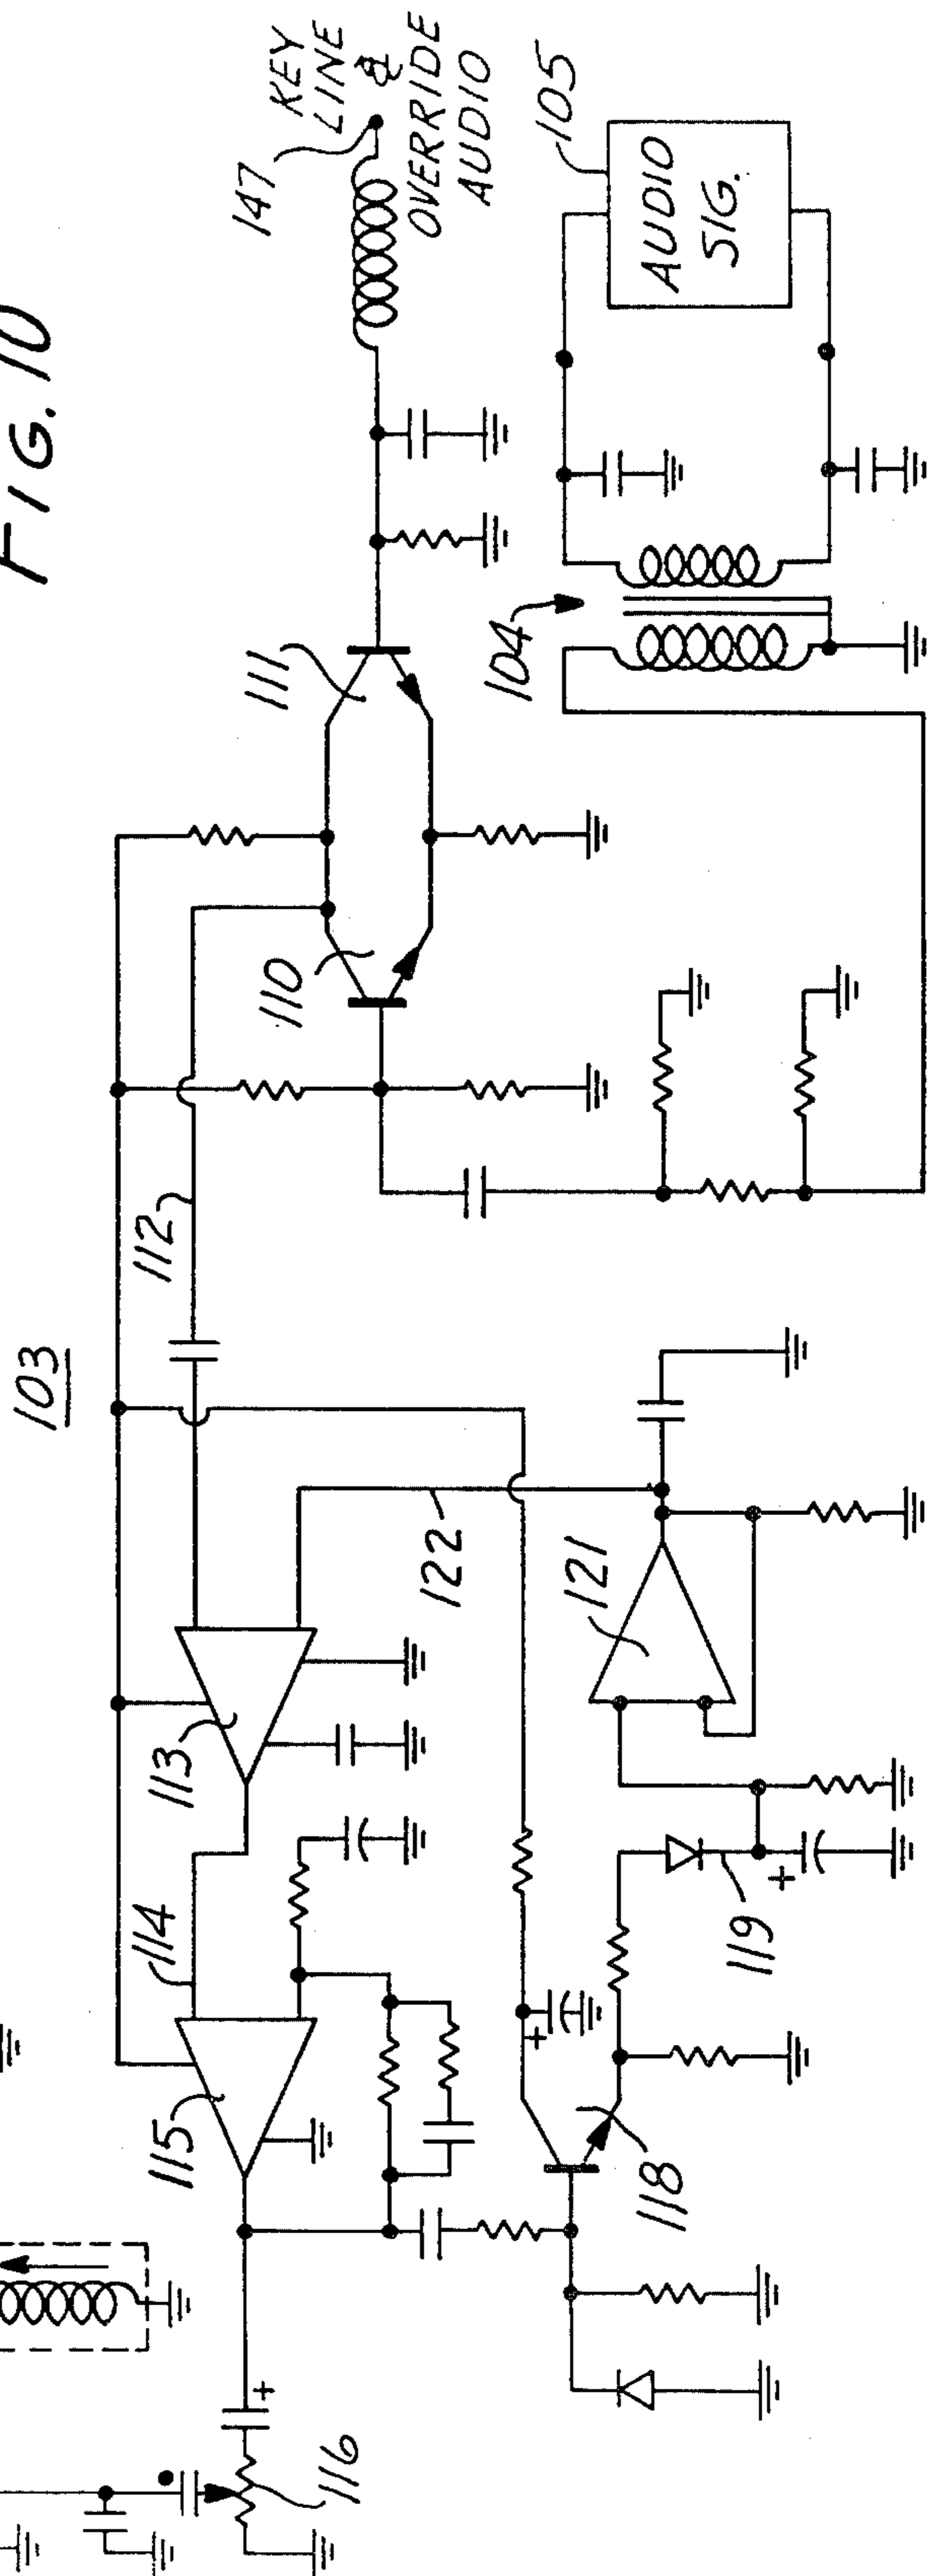 FIG. 10
103
147
KEY
LINE
&
OVERRIDE
AUDIO
111
110
112
104
105
AUDIO
SIG.
113
114
115
116
122
121
118
119
+
+
+